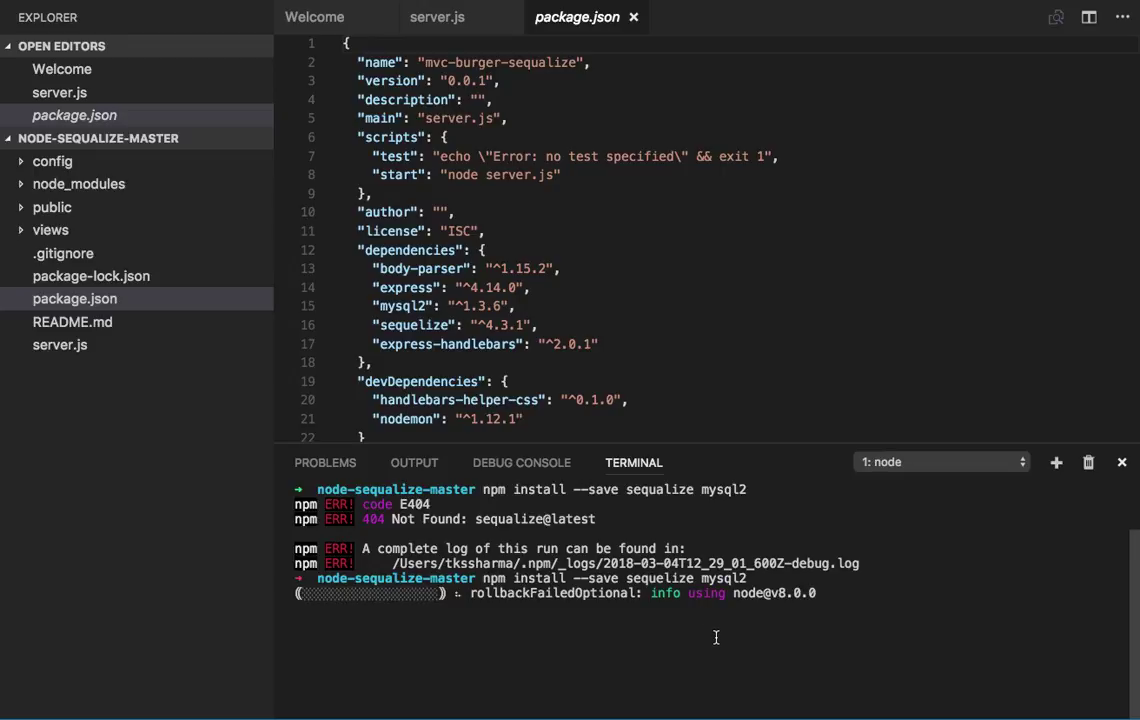 EXPLORER
OPEN EDITORS
Welcome
server.js
package.json
NODE-SEQUALIZE-MASTER
config
node_modules
public
views
.gitignore
package-lock.json
package.json
README.md
server.js
Welcome server.js package.json
1 {
2 "name": "mvc-burger-sequalize",
3 "version": "0.0.1",
4 "description": "",
5 "main": "server.js",
6 "scripts": {
7 "test": "echo \"Error: no test specified\" && exit 1",
8 "start": "node server.js"
9 },
10 "author": "",
11 "license": "ISC",
12 "dependencies": {
13 "body-parser": "^1.15.2",
14 "express": "^4.14.0",
15 "mysql2": "^1.3.6",
16 "sequelize": "^4.3.1",
17 "express-handlebars": "^2.0.1"
18 },
19 "devDependencies": {
20 "handlebars-helper-css": "^0.1.0",
21 "nodemon": "^1.12.1"
22 }
PROBLEMS OUTPUT DEBUG CONSOLE TERMINAL 1: node
node-sequalize-master npm install --save sequalize mysql2
npm ERR! code E404
npm ERR! 404 Not Found: sequalize@latest
npm ERR! A complete log of this run can be found in:
npm ERR! /Users/tkssharma/.npm/_logs/2018-03-04T12_29_01_600Z-debug.log
node-sequalize-master npm install --save sequelize mysql2
rollbackFailedOptional: info using node@v8.0.0